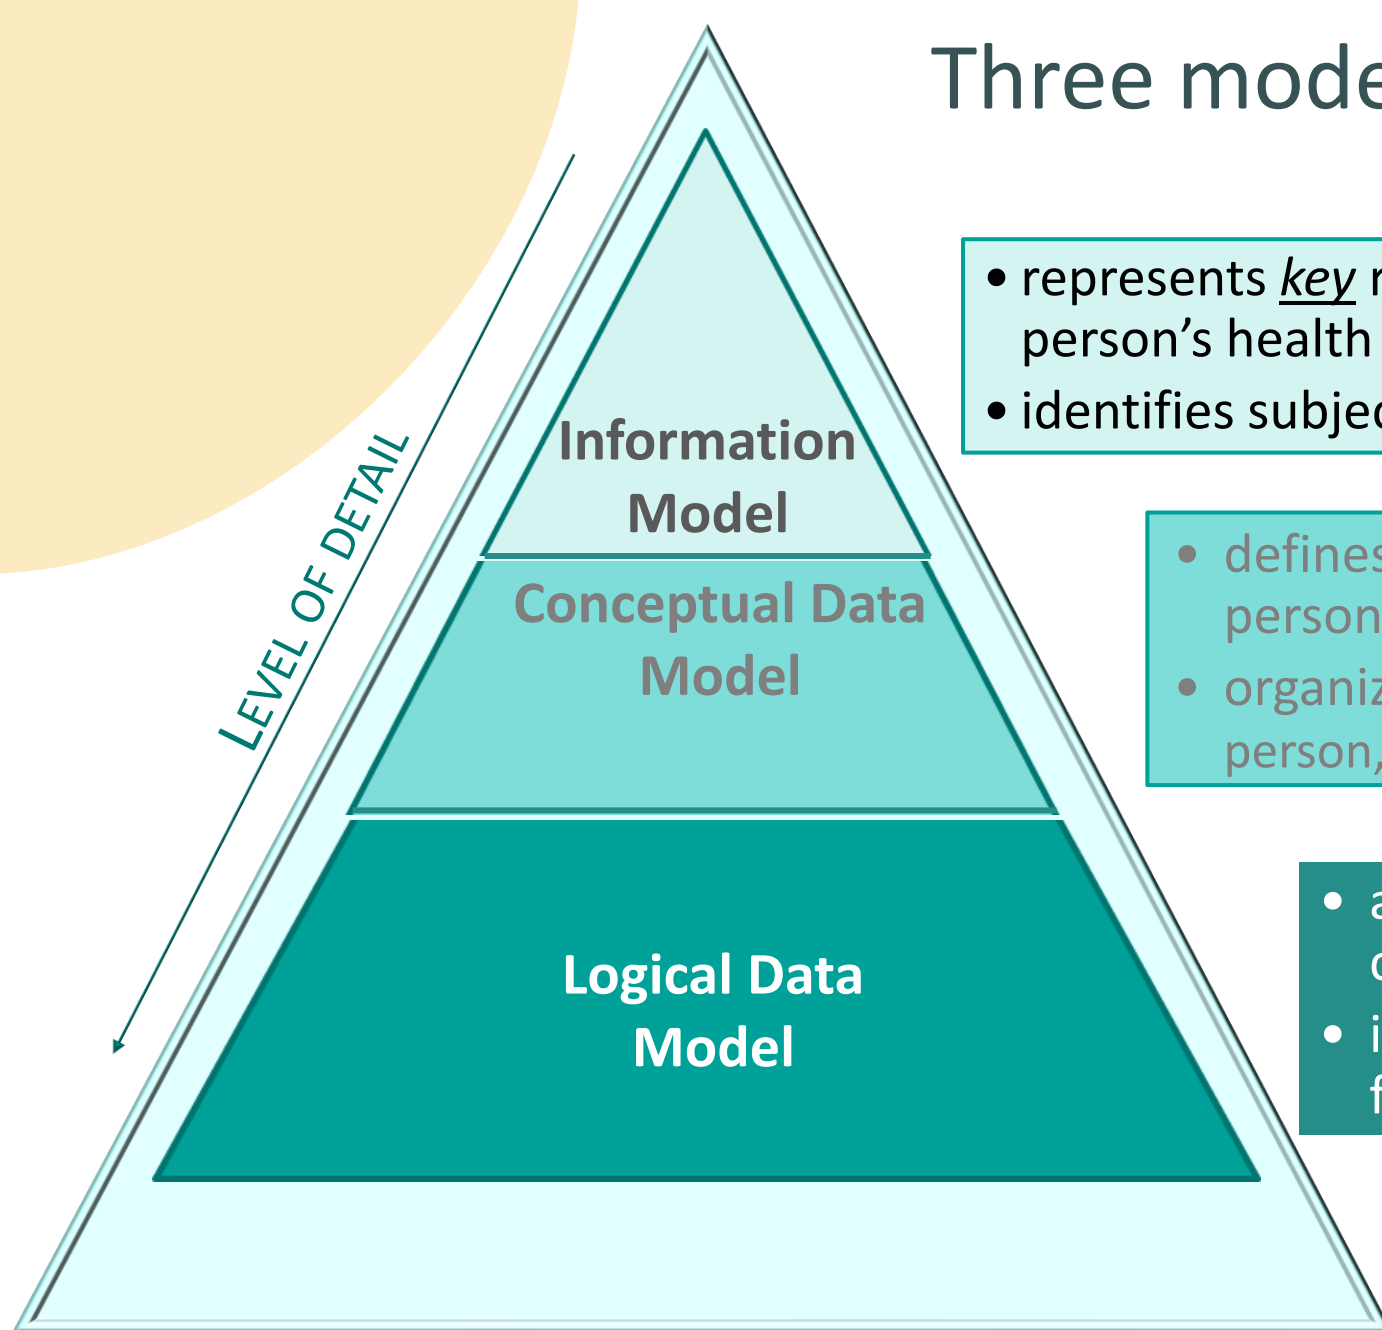 Three mode
• represents key r
person's health
• identifies subjec
Information
Model
LEVEL OF DETAIL
• defines
person
• organiz
person,
Conceptual Data
Model
• a
• i
f
Logical Data
Model